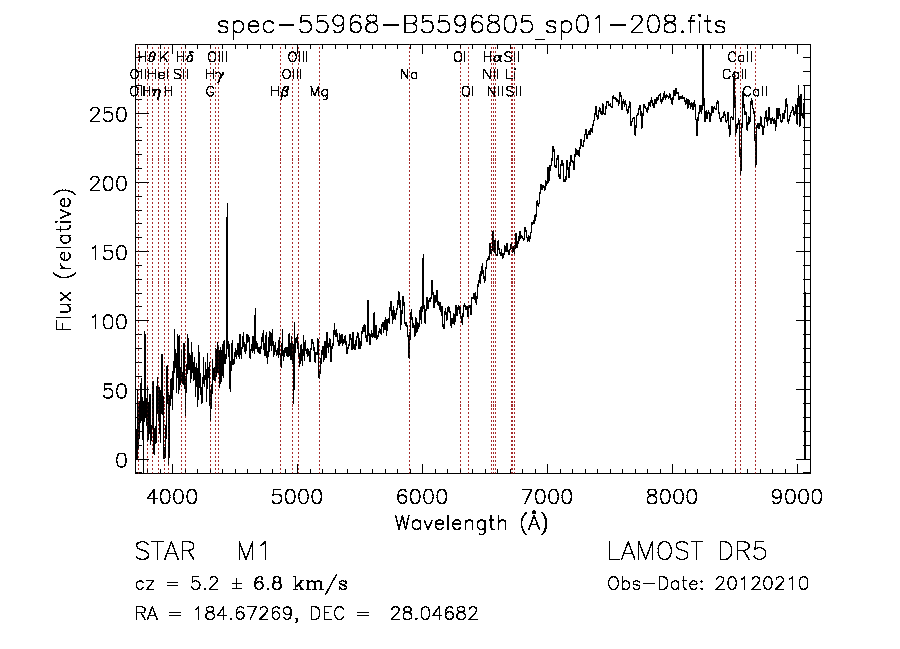 spec-55968-B5596805_sp01-208.fits
Hθ K Hδ OIII OIII OI Hα SII CaII
OII HeI SII Hγ OIII NII Li CaII
OII Hη H G Hβ Mg Na OI NII SII CaII
Flux (relative)
250
200
150
100
50
0
4000 5000 6000 7000 8000 9000
Wavelength (Å)
STAR M1 LAMOST DR5
cz = 5.2 ± 6.8 km/s Obs-Date: 20120210
RA = 184.67269, DEC = 28.04682